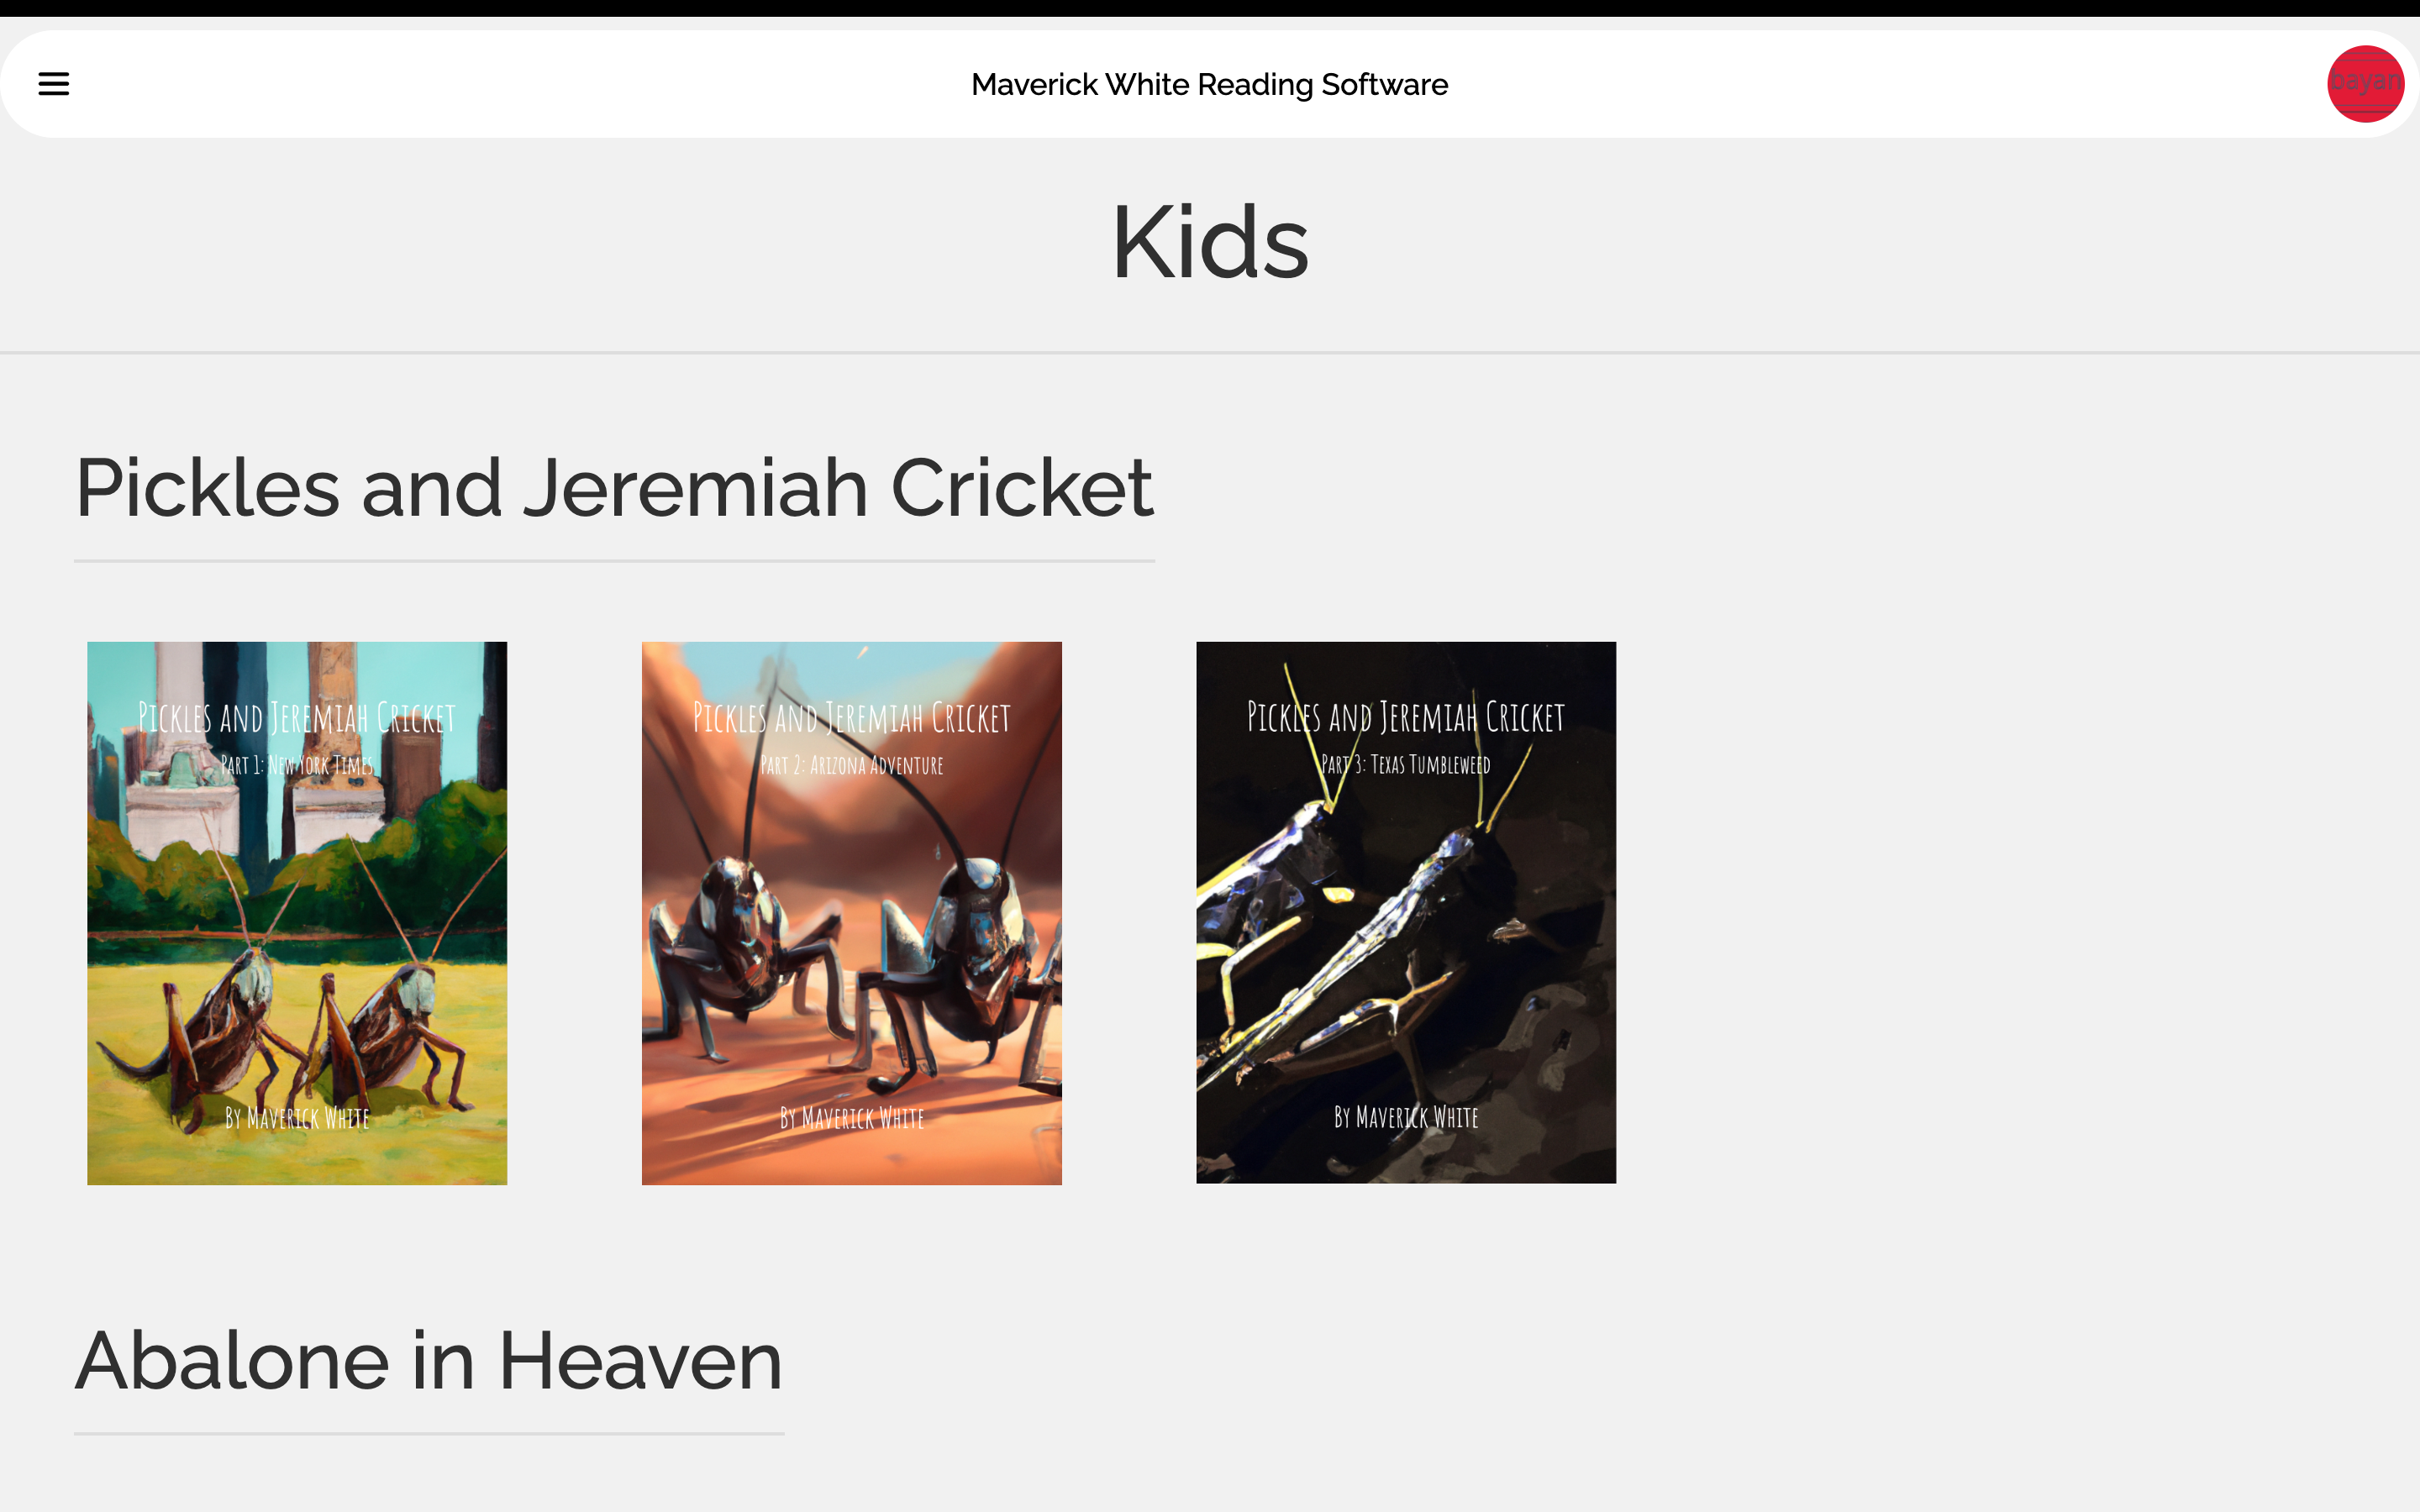 Maverick White Reading Software
bayan
Kids
Pickles and Jeremiah Cricket
Pickles and Jeremiah Cricket
Part 1: New York Times
By Maverick White
Pickles and Jeremiah Cricket
Part 2: Arizona Adventure
By Maverick White
Pickles and Jeremiah Cricket
Part 3: Texas Tumbleweed
By Maverick White
Abalone in Heaven